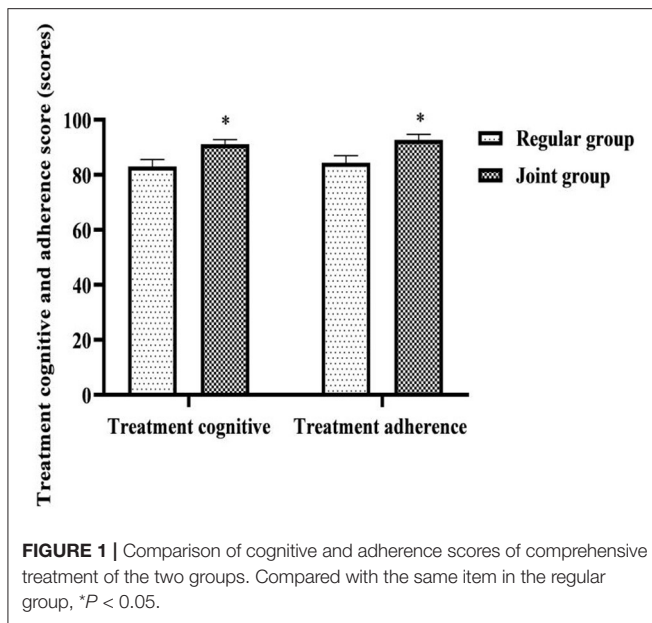 Treatment cognitive and adherence score (scores)
100
80
60
40
20
0
*
*
Regular group
Joint group
Treatment cognitive
Treatment adherence
FIGURE 1 | Comparison of cognitive and adherence scores of comprehensive
treatment of the two groups. Compared with the same item in the regular
group, *P < 0.05.